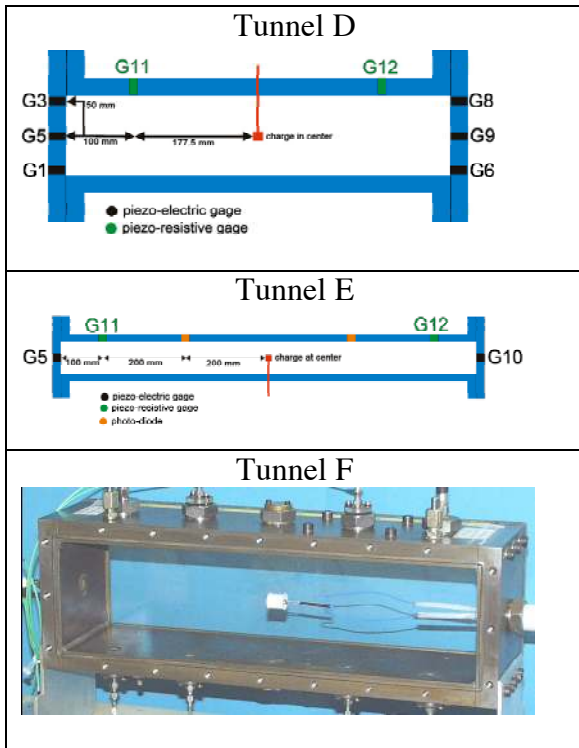 Tunnel D
G11 G12
G3 50 mm G8
G5 100 mm 177.5 mm charge in center G9
G1 G6
piezo-electric gage
piezo-resistive gage
Tunnel E
G11 G12
G5 100 mm 200 mm 200 mm charge at center G10
piezo-electric gage
piezo-resistive gage
photo-diode
Tunnel F